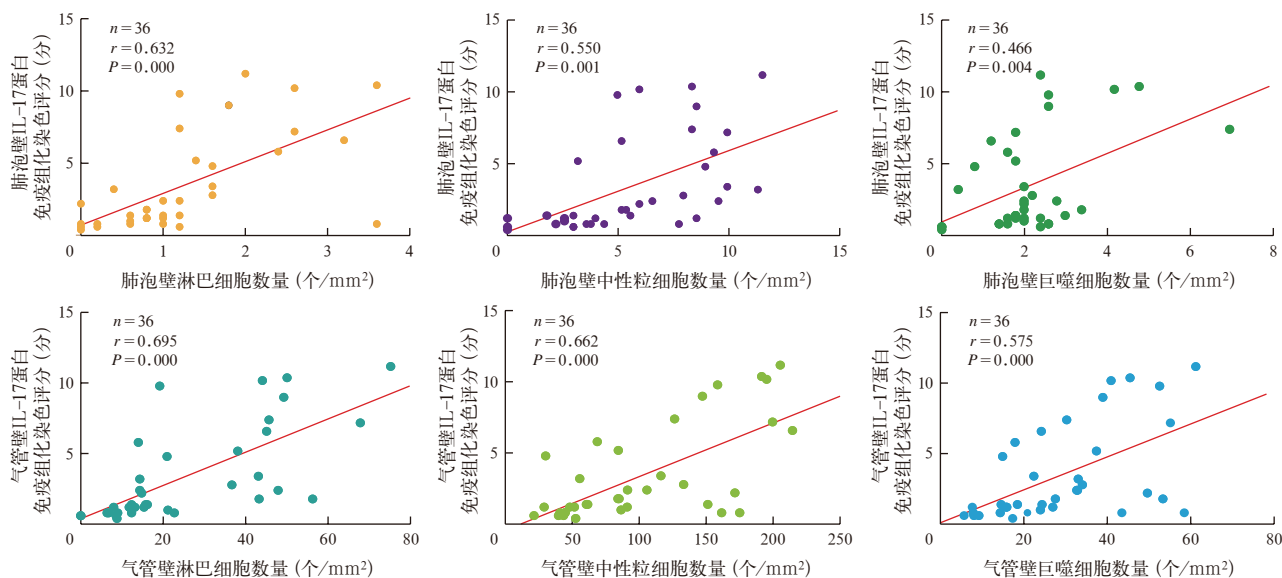 肺泡壁IL-17蛋白
免疫组化染色评分 (分)
15
10
5
0
1
2
3
4
n=36
r=0.632
P=0.000
肺泡壁淋巴细胞数量 (个/mm²)
肺泡壁IL-17蛋白
免疫组化染色评分 (分)
15
10
5
0
5
10
15
n=36
r=0.550
P=0.001
肺泡壁中性粒细胞数量 (个/mm²)
肺泡壁IL-17蛋白
免疫组化染色评分 (分)
15
10
5
0
2
4
6
8
n=36
r=0.466
P=0.004
肺泡壁巨噬细胞数量 (个/mm²)
气管壁IL-17蛋白
免疫组化染色评分 (分)
15
10
5
0
20
40
60
80
n=36
r=0.695
P=0.000
气管壁淋巴细胞数量 (个/mm²)
气管壁IL-17蛋白
免疫组化染色评分 (分)
15
10
5
0
50
100
150
200
250
n=36
r=0.662
P=0.000
气管壁中性粒细胞数量 (个/mm²)
气管壁IL-17蛋白
免疫组化染色评分 (分)
15
10
5
0
20
40
60
80
n=36
r=0.575
P=0.000
气管壁巨噬细胞数量 (个/mm²)